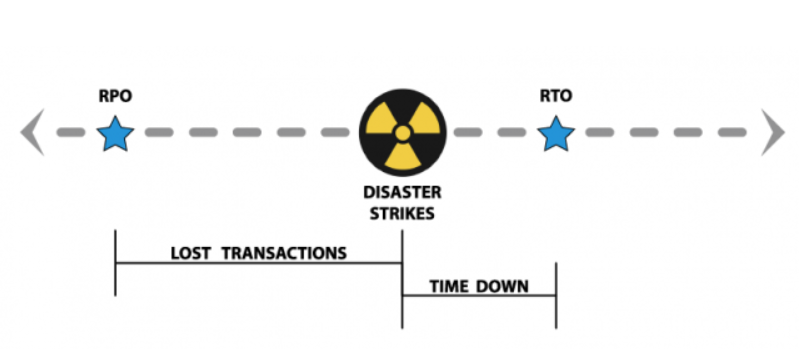 RPO
RTO
DISASTER
STRIKES
LOST TRANSACTIONS
TIME DOWN